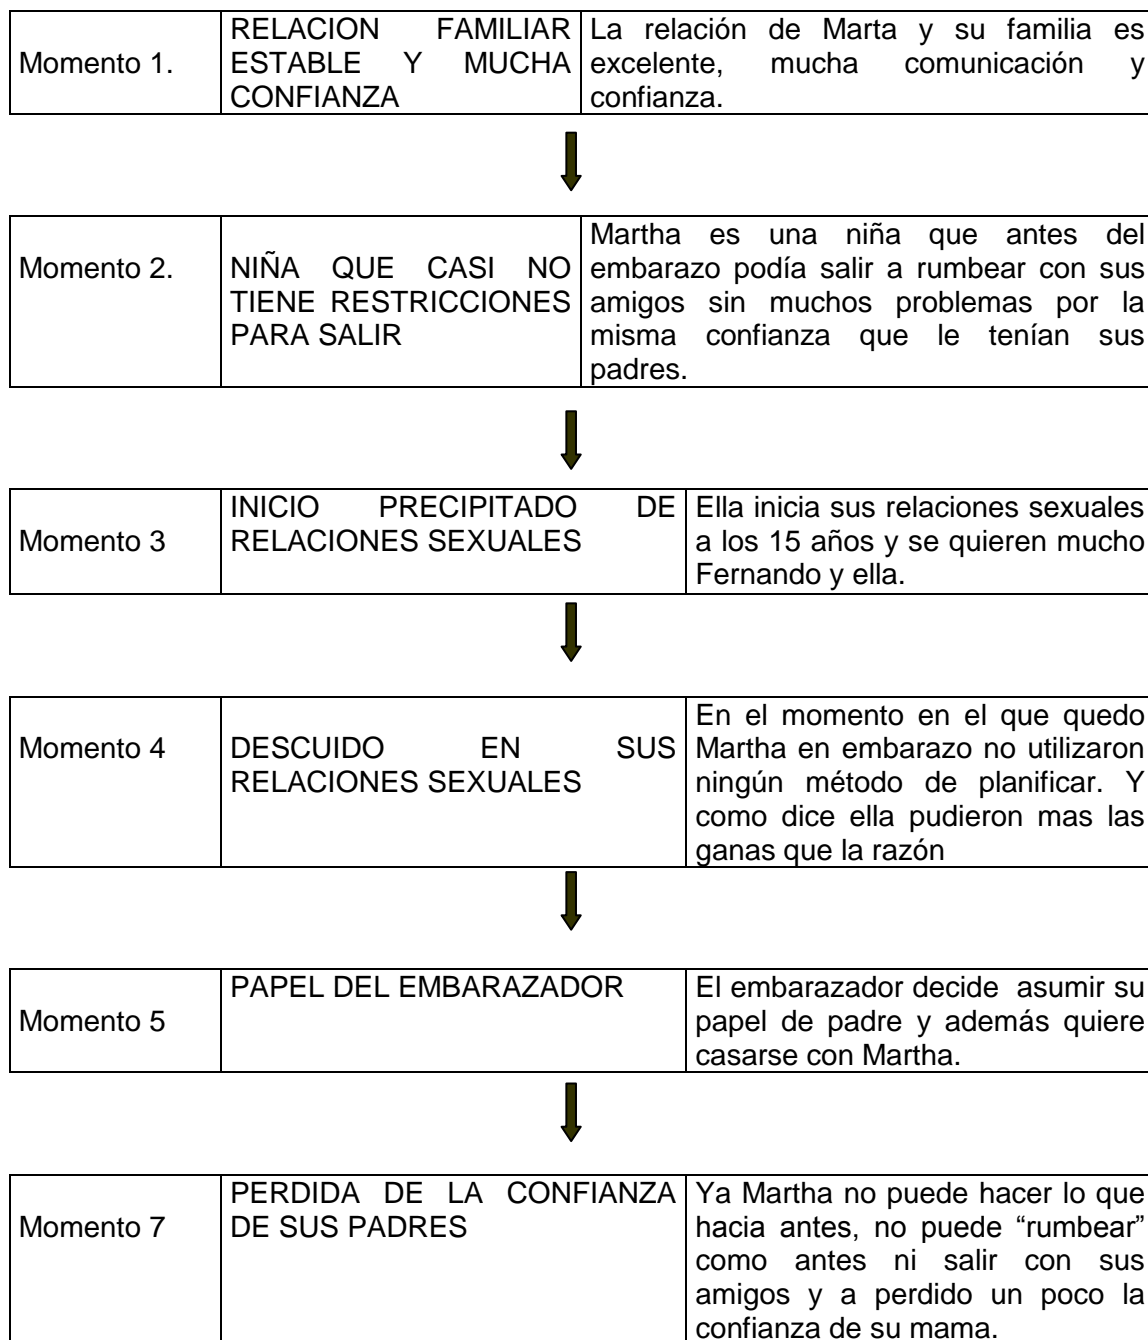 Momento 1.
RELACION FAMILIAR
ESTABLE Y MUCHA
CONFIANZA
La relación de Marta y su familia es
excelente, mucha comunicación y
confianza.
Momento 2.
NIÑA QUE CASI NO
TIENE RESTRICCIONES
PARA SALIR
Martha es una niña que antes del
embarazo podía salir a rumbear con sus
amigos sin muchos problemas por la
misma confianza que le tenían sus
padres.
Momento 3
INICIO PRECIPITADO DE
RELACIONES SEXUALES
Ella inicia sus relaciones sexuales
a los 15 años y se quieren mucho
Fernando y ella.
Momento 4
DESCUIDO EN SUS
RELACIONES SEXUALES
En el momento en el que quedo
Martha en embarazo no utilizaron
ningún método de planificar. Y
como dice ella pudieron mas las
ganas que la razón
Momento 5
PAPEL DEL EMBARAZADOR
El embarazador decide asumir su
papel de padre y además quiere
casarse con Martha.
Momento 7
PERDIDA DE LA CONFIANZA
DE SUS PADRES
Ya Martha no puede hacer lo que
hacia antes, no puede “rumbear”
como antes ni salir con sus
amigos y a perdido un poco la
confianza de su mama.